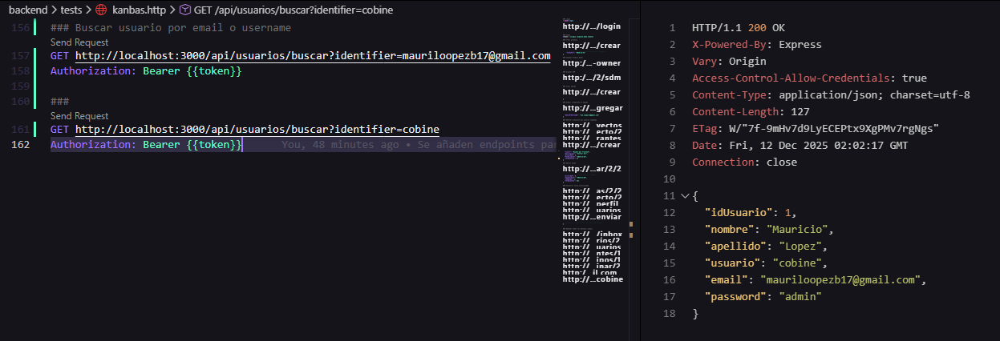 backend > tests > kanbas.http > GET /api/usuarios/buscar?identifier=cobine
156 ### Buscar usuario por email o username
Send Request
157 GET http://localhost:3000/api/usuarios/buscar?identifier=mauriloopezb17@gmail.com
158 Authorization: Bearer {{token}}
159
160 ###
Send Request
161 GET http://localhost:3000/api/usuarios/buscar?identifier=cobine
162 Authorization: Bearer {{token}} You, 48 minutes ago • Se añaden endpoints pa
http://.../login
http://.../crear
http://...-owner
http://.../2/sdm
http://.../crear
http://...gregar
http://.../crear
http://...ar/2/2
http://...enviar
http://...cobine
1 HTTP/1.1 200 OK
2 X-Powered-By: Express
3 Vary: Origin
4 Access-Control-Allow-Credentials: true
5 Content-Type: application/json; charset=utf-8
6 Content-Length: 127
7 ETag: W/"7f-9mHv7d9LyECEPtx9XgPMv7rgNgs"
8 Date: Fri, 12 Dec 2025 02:02:17 GMT
9 Connection: close
10
11 {
12 "idUsuario": 1,
13 "nombre": "Mauricio",
14 "apellido": "Lopez",
15 "usuario": "cobine",
16 "email": "mauriloopezb17@gmail.com",
17 "password": "admin"
18 }